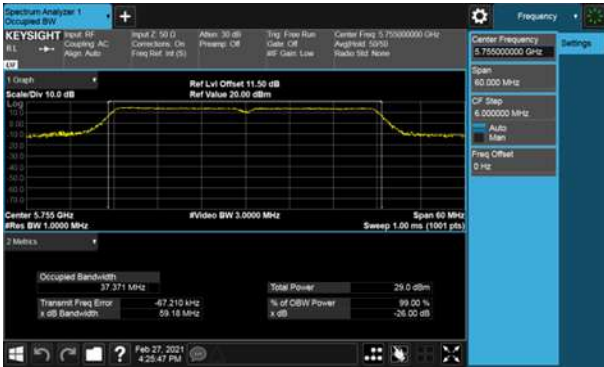 Spectrum Analyzer 1
Occupied BW
+
Frequency
KEYSIGHT
Input: RF
Input Z: 50 Ω
Atten: 30 dB
Trig: Free Run
Center Freq: 5.755000000 GHz
RL
Coupling: AC
Corrections: On
Preamp: Off
Gate: Off
Avg|Hold: 50/50
Align: Auto
Freq Ref: Int (S)
#IF Gain: Low
Radio Std: None
Center Frequency
5.755000000 GHz
Settings
Span
60.000 MHz
CF Step
6.000000 MHz
Auto
Man
Freq Offset
0 Hz
1 Graph
Ref Lvl Offset 11.50 dB
Scale/Div 10.0 dB
Ref Value 20.00 dBm
Log
Center 5.755 GHz
#Video BW 3.0000 MHz
Span 60 MHz
#Res BW 1.0000 MHz
Sweep 1.00 ms (1001 pts)
2 Metrics
Occupied Bandwidth
37.371 MHz
Total Power
29.0 dBm
Transmit Freq Error
-67.210 kHz
% of OBW Power
99.00 %
x dB Bandwidth
59.16 MHz
x dB
-26.00 dB
?
Feb 27, 2021
4:25:47 PM